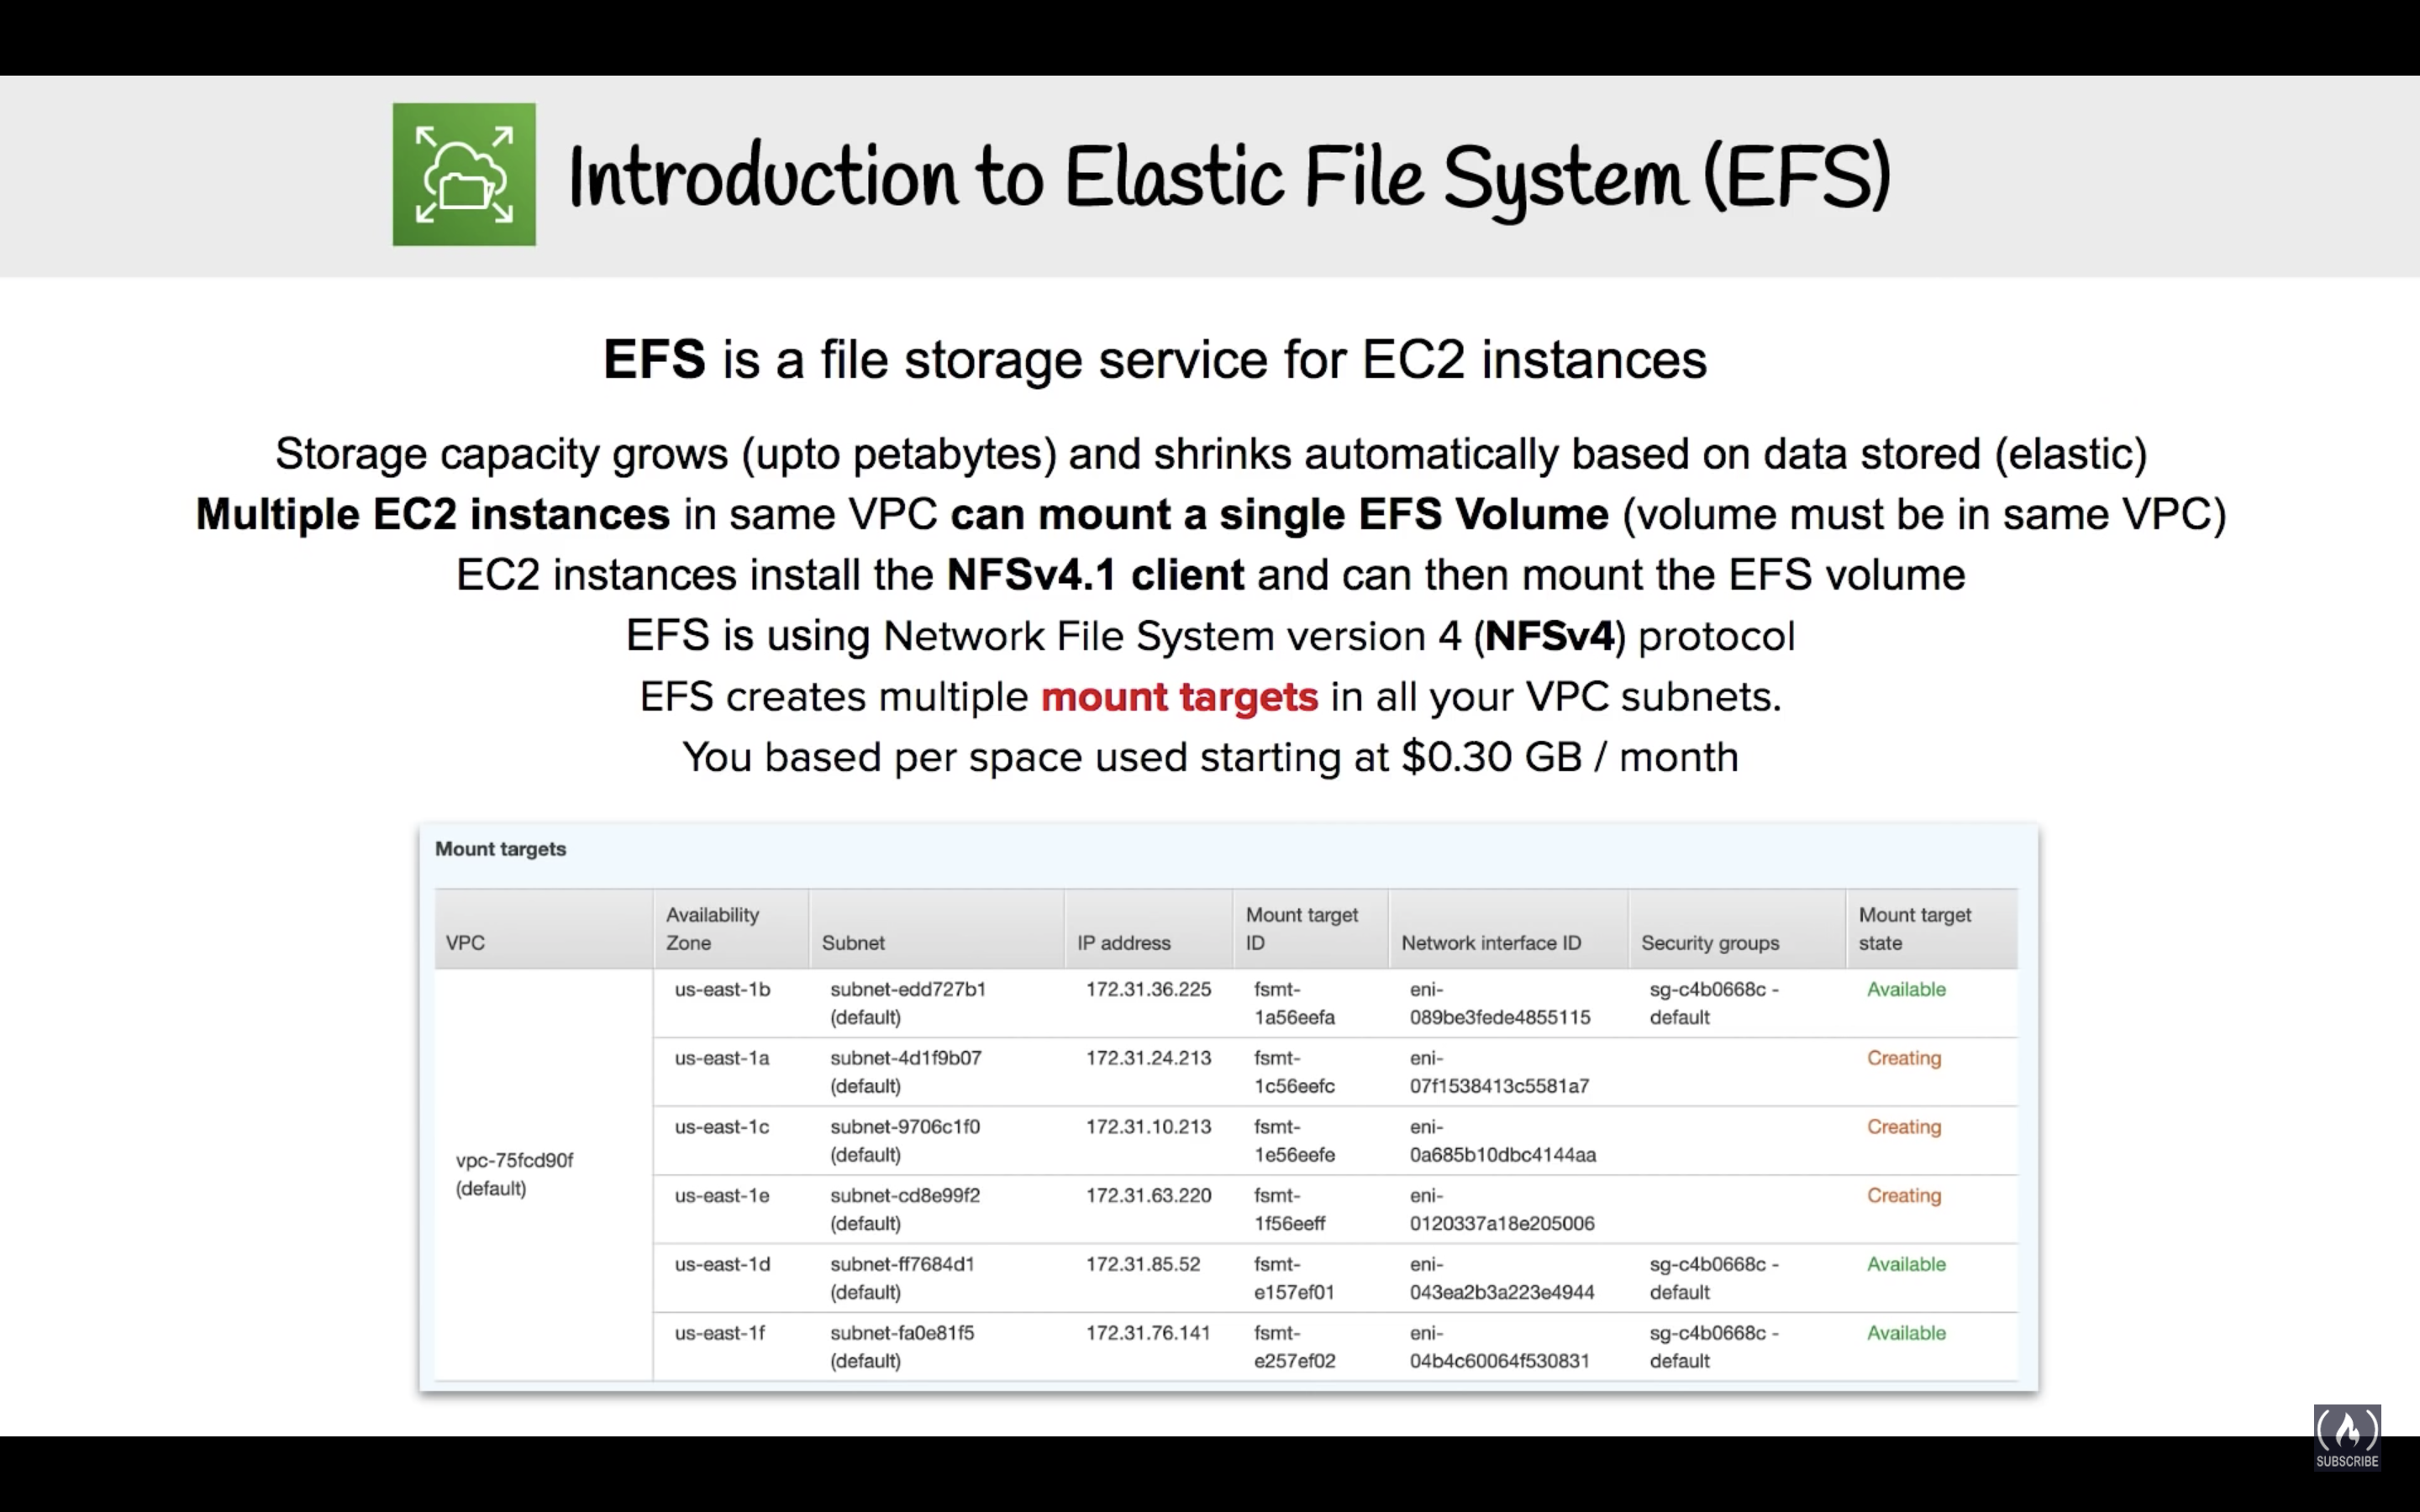 Introduction to Elastic File System (EFS)
EFS is a file storage service for EC2 instances
Storage capacity grows (upto petabytes) and shrinks automatically based on data stored (elastic)
Multiple EC2 instances in same VPC can mount a single EFS Volume (volume must be in same VPC)
EC2 instances install the NFSv4.1 client and can then mount the EFS volume
EFS is using Network File System version 4 (NFSv4) protocol
EFS creates multiple mount targets in all your VPC subnets.
You based per space used starting at $0.30 GB / month
Mount targets
VPC
Availability
Zone
Subnet
IP address
Mount target
ID
Network interface ID
Security groups
Mount target
state
vpc-75fcd90f
(default)
us-east-1b
subnet-edd727b1
(default)
172.31.36.225
fsmt-
1a56eefa
eni-
089be3fede4855115
sg-c4b0668c -
default
Available
us-east-1a
subnet-4d1f9b07
(default)
172.31.24.213
fsmt-
1c56eefc
eni-
07f1538413c5581a7
Creating
us-east-1c
subnet-9706c1f0
(default)
172.31.10.213
fsmt-
1e56eefe
eni-
0a685b10dbc4144aa
Creating
us-east-1e
subnet-cd8e99f2
(default)
172.31.63.220
fsmt-
1f56eeff
eni-
0120337a18e205006
Creating
us-east-1d
subnet-ff7684d1
(default)
172.31.85.52
fsmt-
e157ef01
eni-
043ea2b3a223e4944
sg-c4b0668c -
default
Available
us-east-1f
subnet-fa0e81f5
(default)
172.31.76.141
fsmt-
e257ef02
eni-
04b4c60064f530831
sg-c4b0668c -
default
Available
SUBSCRIBE